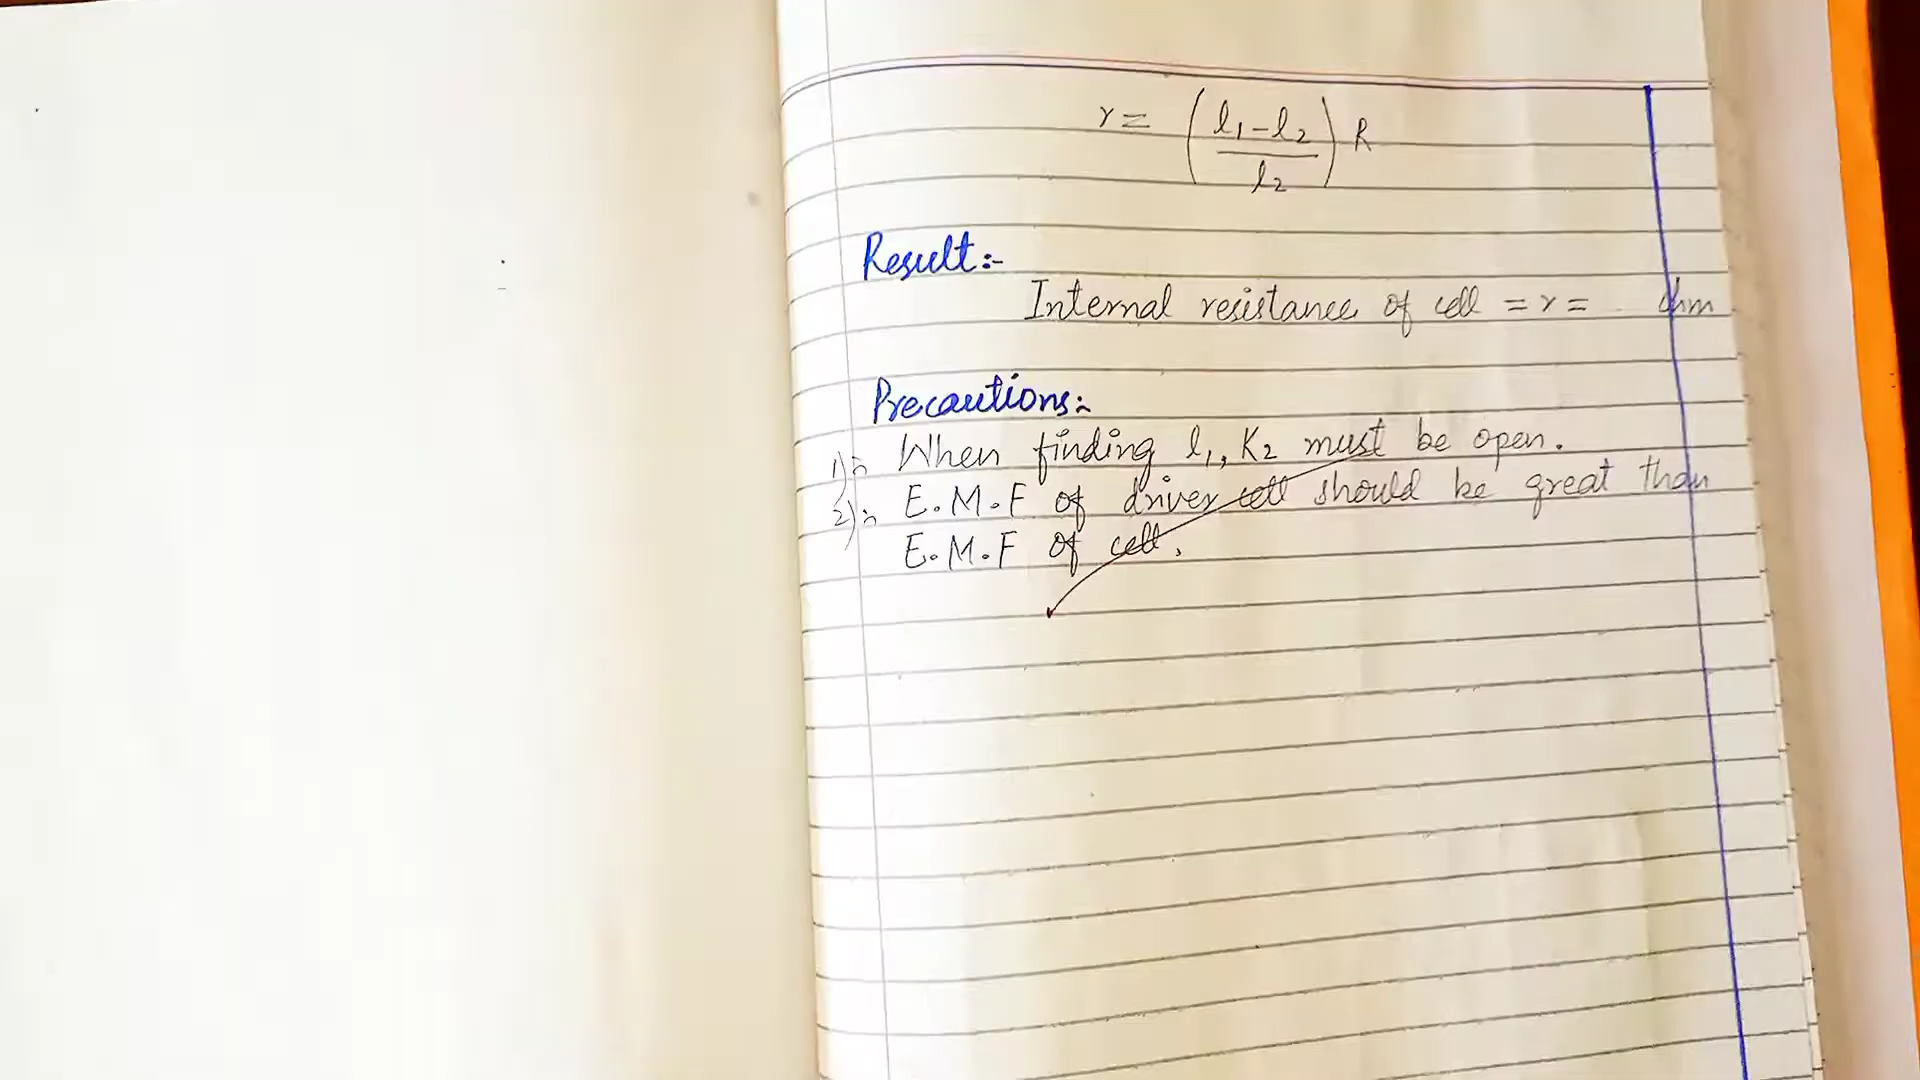 r = (l₁-l₂ / l₂) R
Result:-
Internal resistance of cell = r = ohm
Precautions:-
1):- When finding l₁, K₂ must be open.
2):- E.M.F of driver cell should be great than
E.M.F of cell.